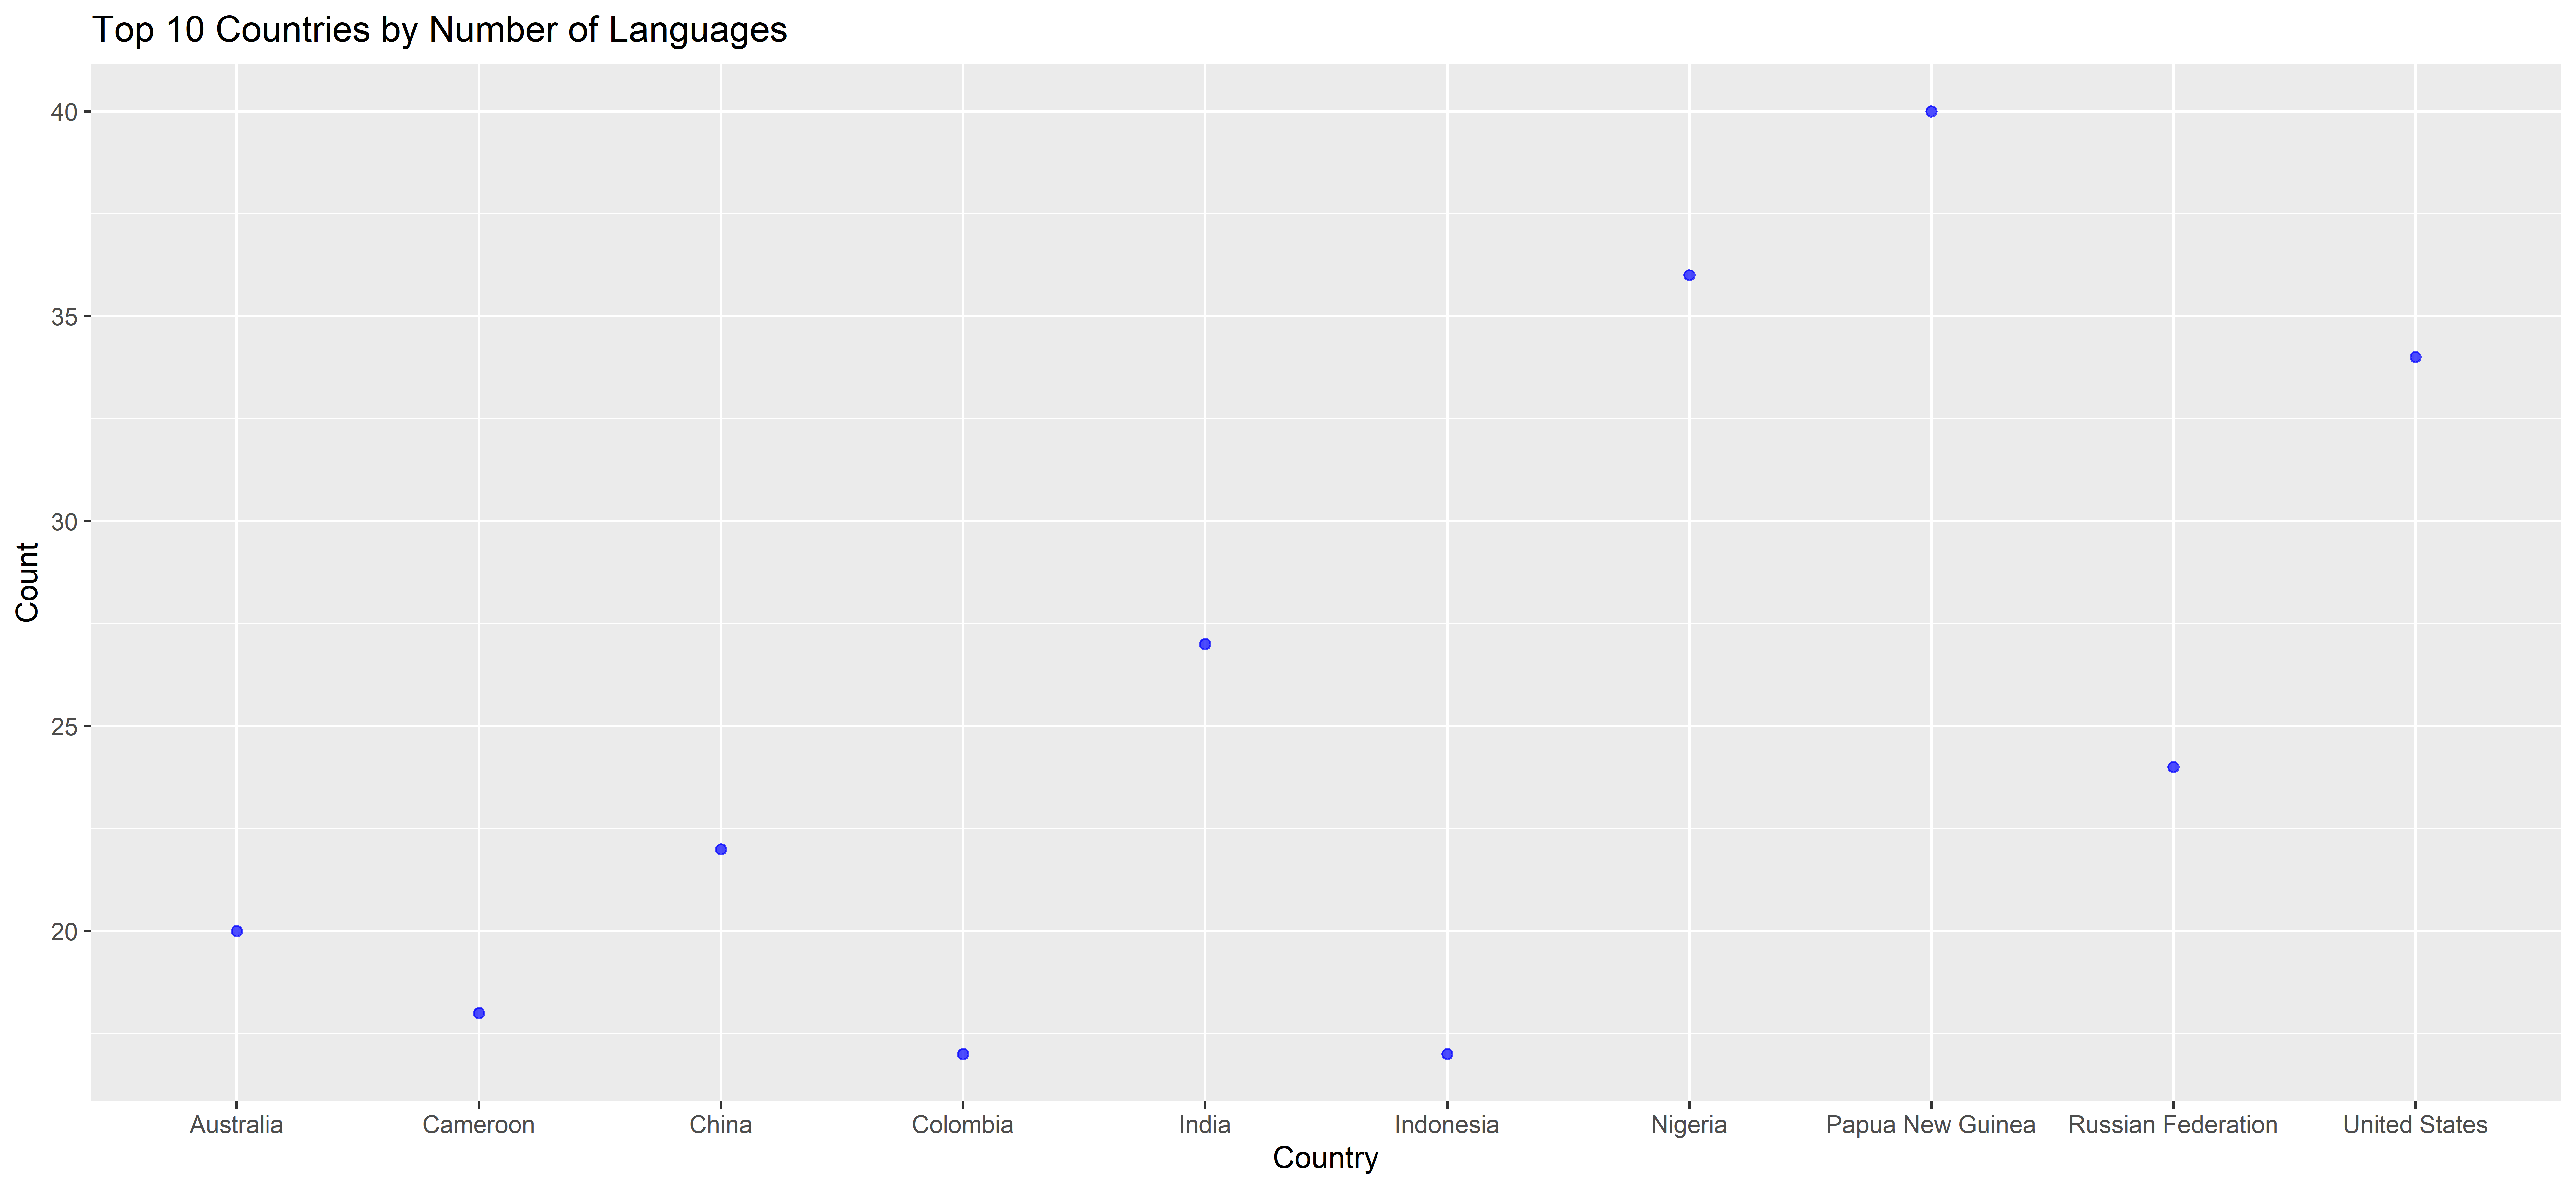 Top 10 Countries by Number of Languages
40
35
30
25
20
Count
Australia Cameroon China Colombia India Indonesia Nigeria Papua New Guinea Russian Federation United States
Country